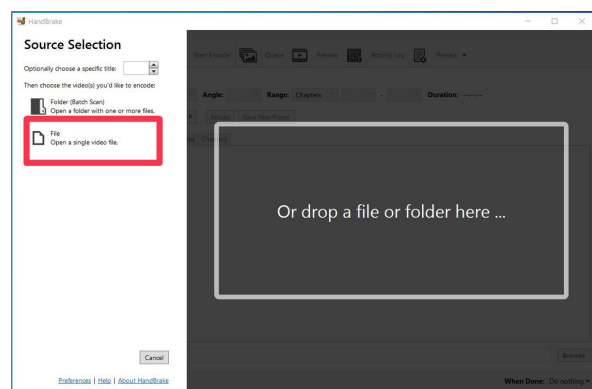 HandBrake
Source Selection
Optionally choose a specific title:
Then choose the video(s) you'd like to encode:
Folder (Batch Scan)
Open a folder with one or more files.
File
Open a single video file.
Cancel
Preferences | Help | About HandBrake
Start Encode Queue Preview Activity Log Presets
Angle: Range: Chapters - Duration: --:--:--
Reload Save New Preset
Chapters
Or drop a file or folder here ...
Browse
When Done: Do nothing